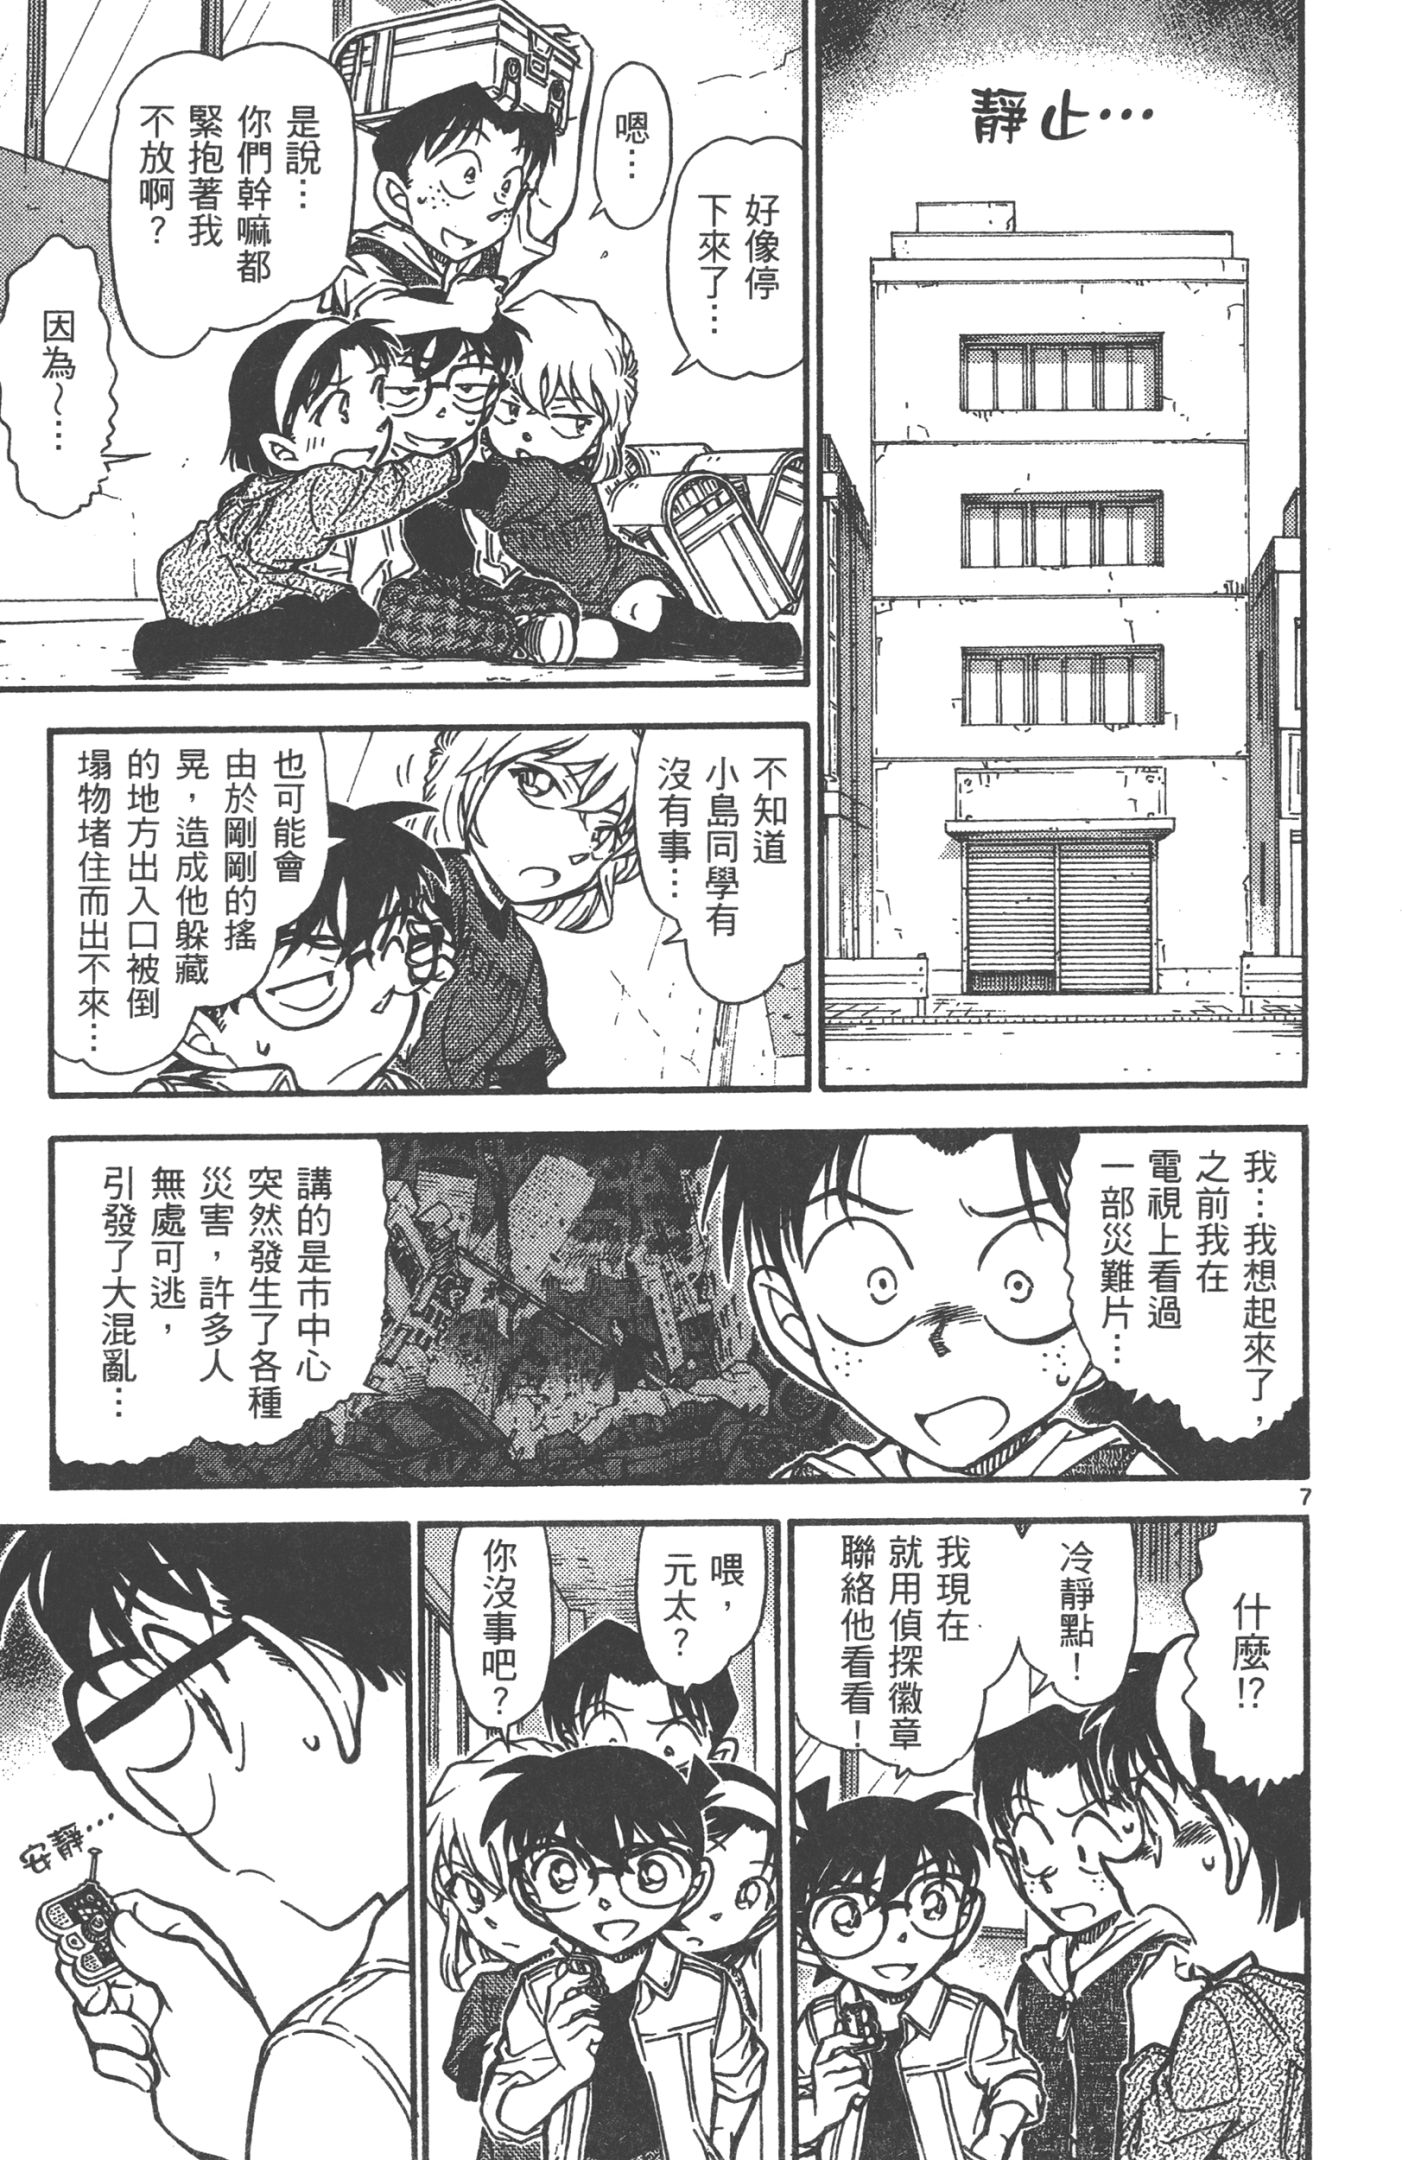 靜止…
好像停
下來了…
嗯…
是說…
你們幹嘛都
緊抱著我
不放啊？
因為～…
不知道
小島同學有
沒有事…
也可能會
由於剛剛的搖
晃，造成他躲藏
的地方出入口被倒
塌物堵住而出不來…
我…我想起來了，
之前我在
電視上看過
一部災難片…
講的是市中心
突然發生了各種
災害，許多人
無處可逃，
引發了大混亂…
7
什麼!?
冷靜點！
我現在
就用偵探徽章
聯絡他看看！
喂，
元太？
你沒事吧？
安靜…